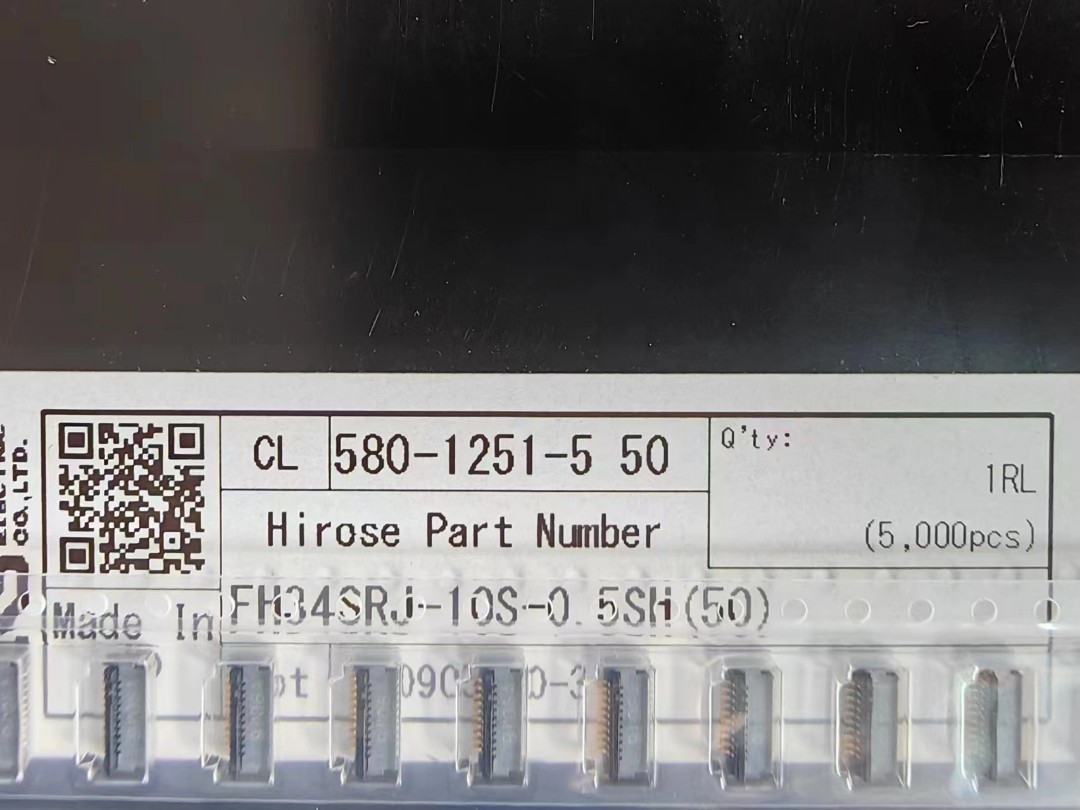 CO.,LTD.
CL 580-1251-5 50
Q'ty:
1RL
(5,000pcs)
Hirose Part Number
FH34SRJ-10S-0.5SH(50)
Made In